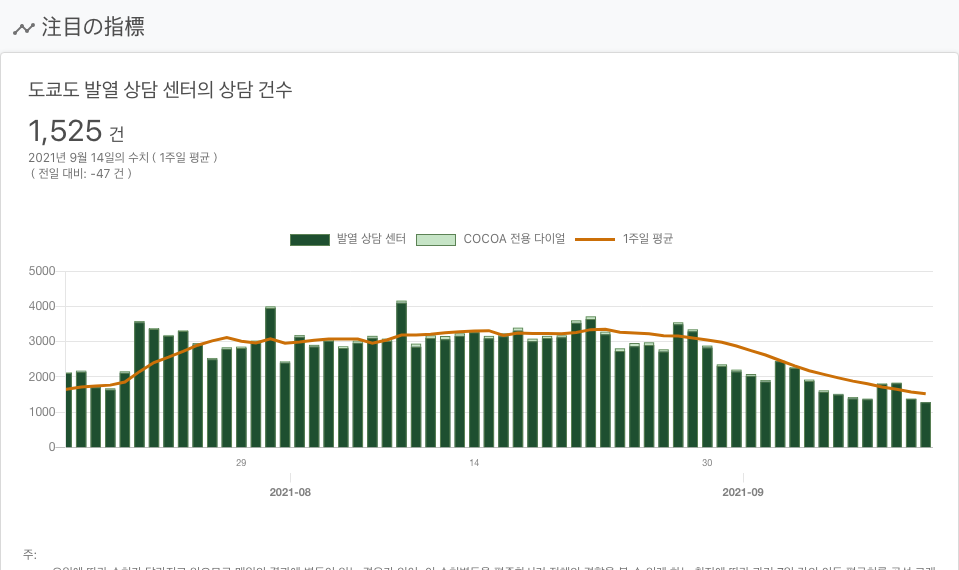 注目の指標
도쿄도 발열 상담 센터의 상담 건수
1,525 건
2021년 9월 14일의 수치 ( 1주일 평균 )
( 전일 대비: -47 건 )
발열 상담 센터 COCOA 전용 다이얼 1주일 평균
5000
4000
3000
2000
1000
0
29 14 30
2021-08 2021-09
주: